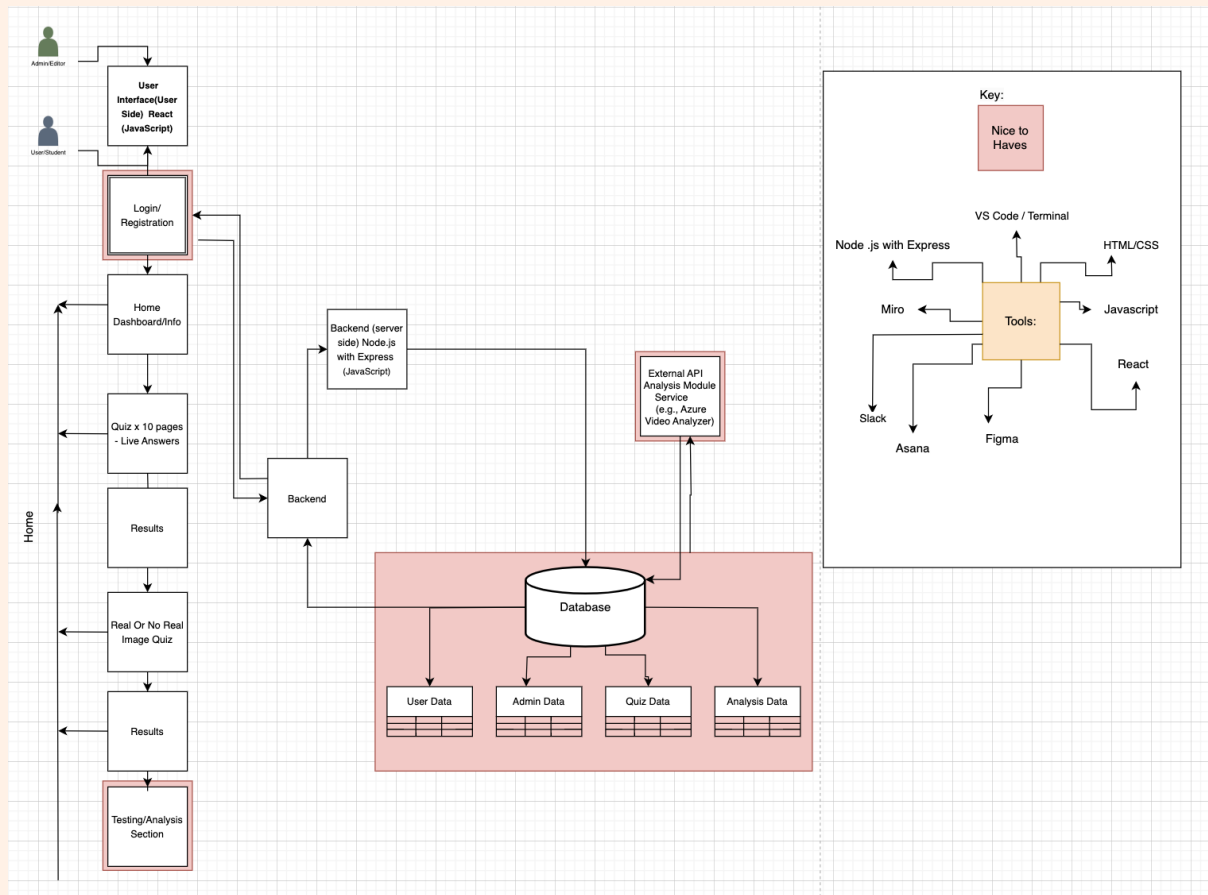 Admin/Editor
User
Interface(User
Side) React
(JavaScript)
User/Student
Login/
Registration
Home
Dashboard/Info
Quiz x 10 pages
- Live Answers
Results
Real Or No Real
Image Quiz
Results
Testing/Analysis
Section
Home
Backend
Backend (server
side) Node.js
with Express
(JavaScript)
External API
Analysis Module
Service
(e.g., Azure
Video Analyzer)
Database
User Data
Admin Data
Quiz Data
Analysis Data
Key:
Nice to
Haves
VS Code / Terminal
Node .js with Express
HTML/CSS
Miro
Tools:
Javascript
React
Slack
Asana
Figma